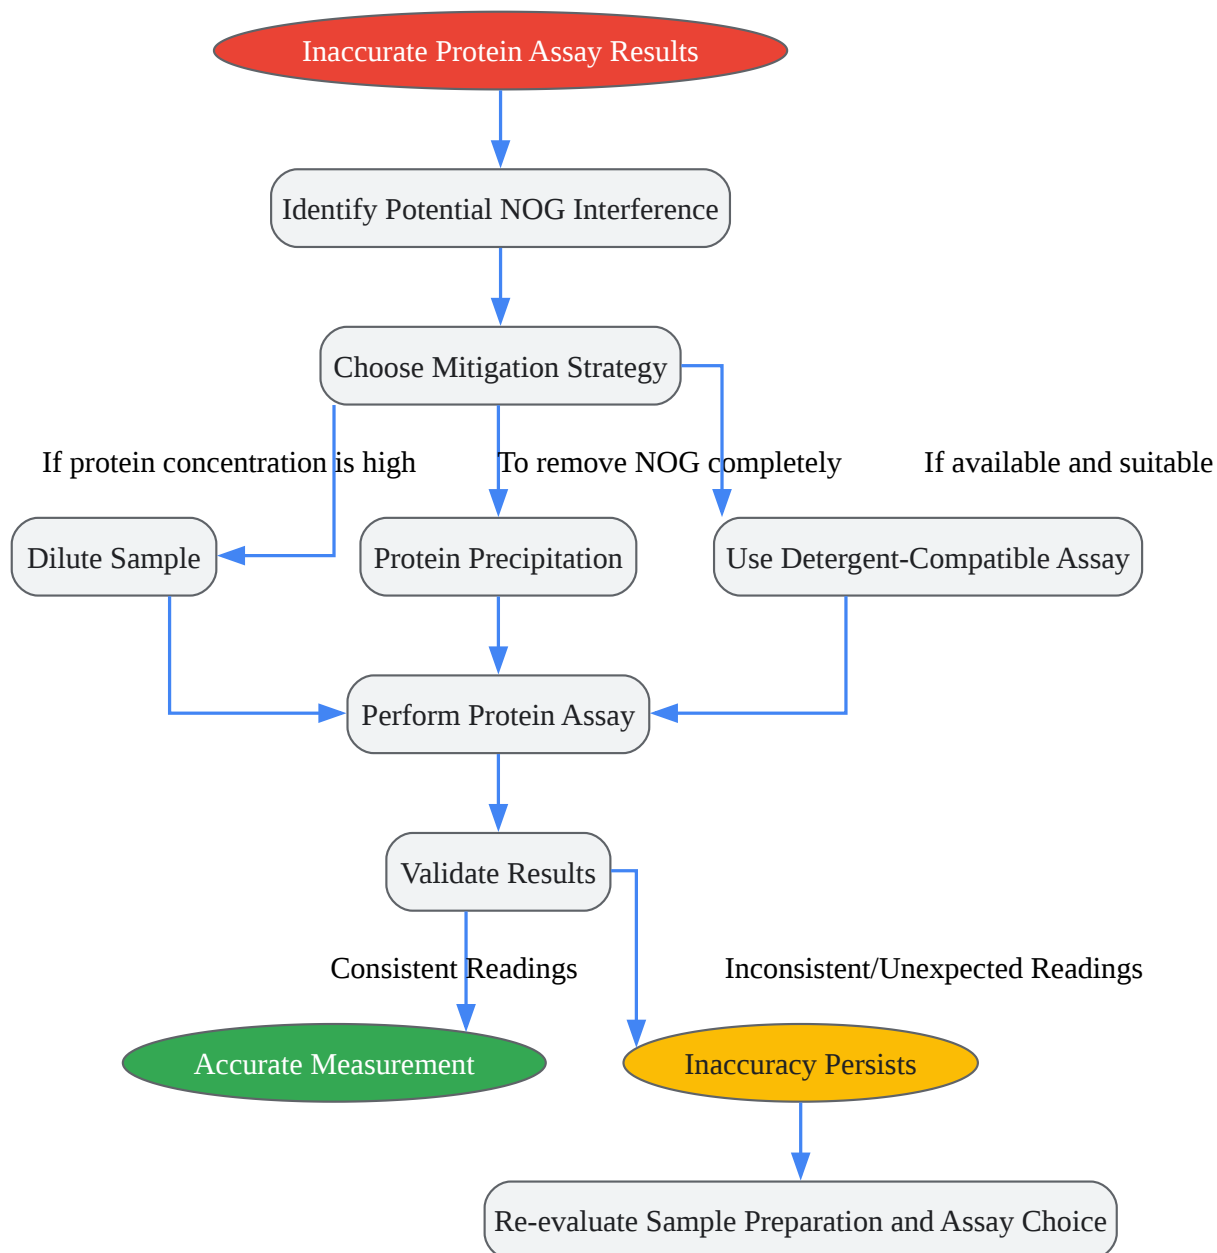 Inaccurate Protein Assay Results
Identify Potential NOG Interference
Choose Mitigation Strategy
If protein concentration is high
To remove NOG completely
If available and suitable
Dilute Sample
Protein Precipitation
Use Detergent-Compatible Assay
Perform Protein Assay
Validate Results
Consistent Readings
Inconsistent/Unexpected Readings
Accurate Measurement
Inaccuracy Persists
Re-evaluate Sample Preparation and Assay Choice